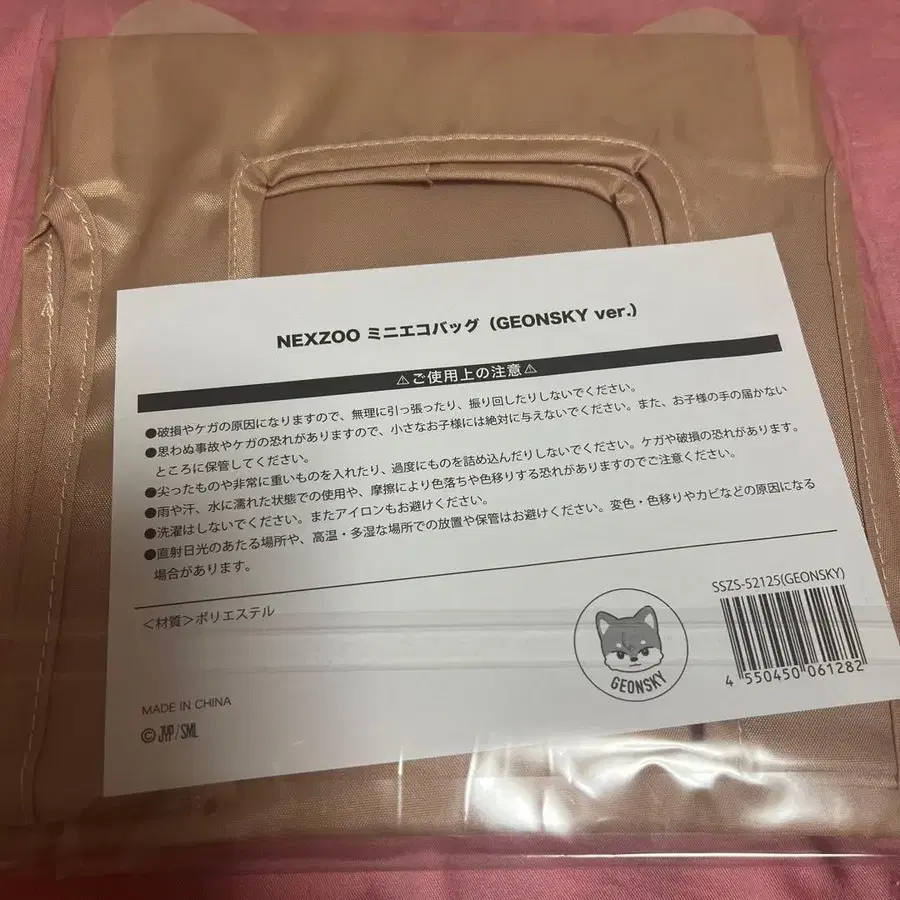 NEXZOO ミニエコバッグ（GEONSKY ver.）
⚠ご使用上の注意⚠
●破損やケガの原因になりますので、無理に引っ張ったり、振り回したりしないでください。
●思わぬ事故やケガの恐れがありますので、小さなお子様には絶対に与えないでください。また、お子様の手の届かない
ところに保管してください。
●尖ったものや非常に重いものを入れたり、過度にものを詰め込んだりしないでください。ケガや破損の恐れがあります。
●雨や汗、水に濡れた状態での使用や、摩擦により色落ちや色移りする恐れがありますのでご注意ください。
●洗濯はしないでください。またアイロンもお避けください。
●直射日光のあたる場所や、高温・多湿な場所での放置や保管はお避けください。変色・色移りやカビなどの原因になる
場合があります。
＜材質＞ポリエステル
GEONSKY
SSZS-52125(GEONSKY)
4 550450 061282
MADE IN CHINA
© JYP/SML